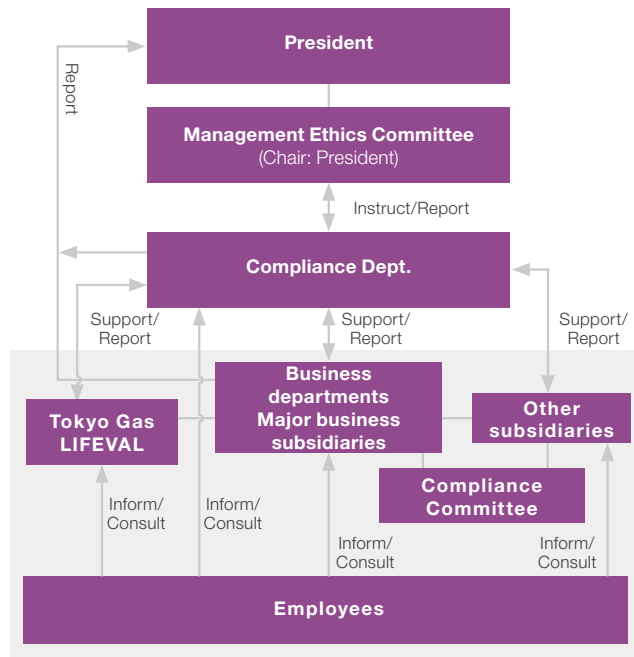 President
Report
Management Ethics Committee
(Chair: President)
Instruct/Report
Compliance Dept.
Support/
Report
Support/
Report
Support/
Report
Business
departments
Major business
subsidiaries
Tokyo Gas
LIFEVAL
Other
subsidiaries
Compliance
Committee
Inform/
Consult
Inform/
Consult
Inform/
Consult
Inform/
Consult
Employees